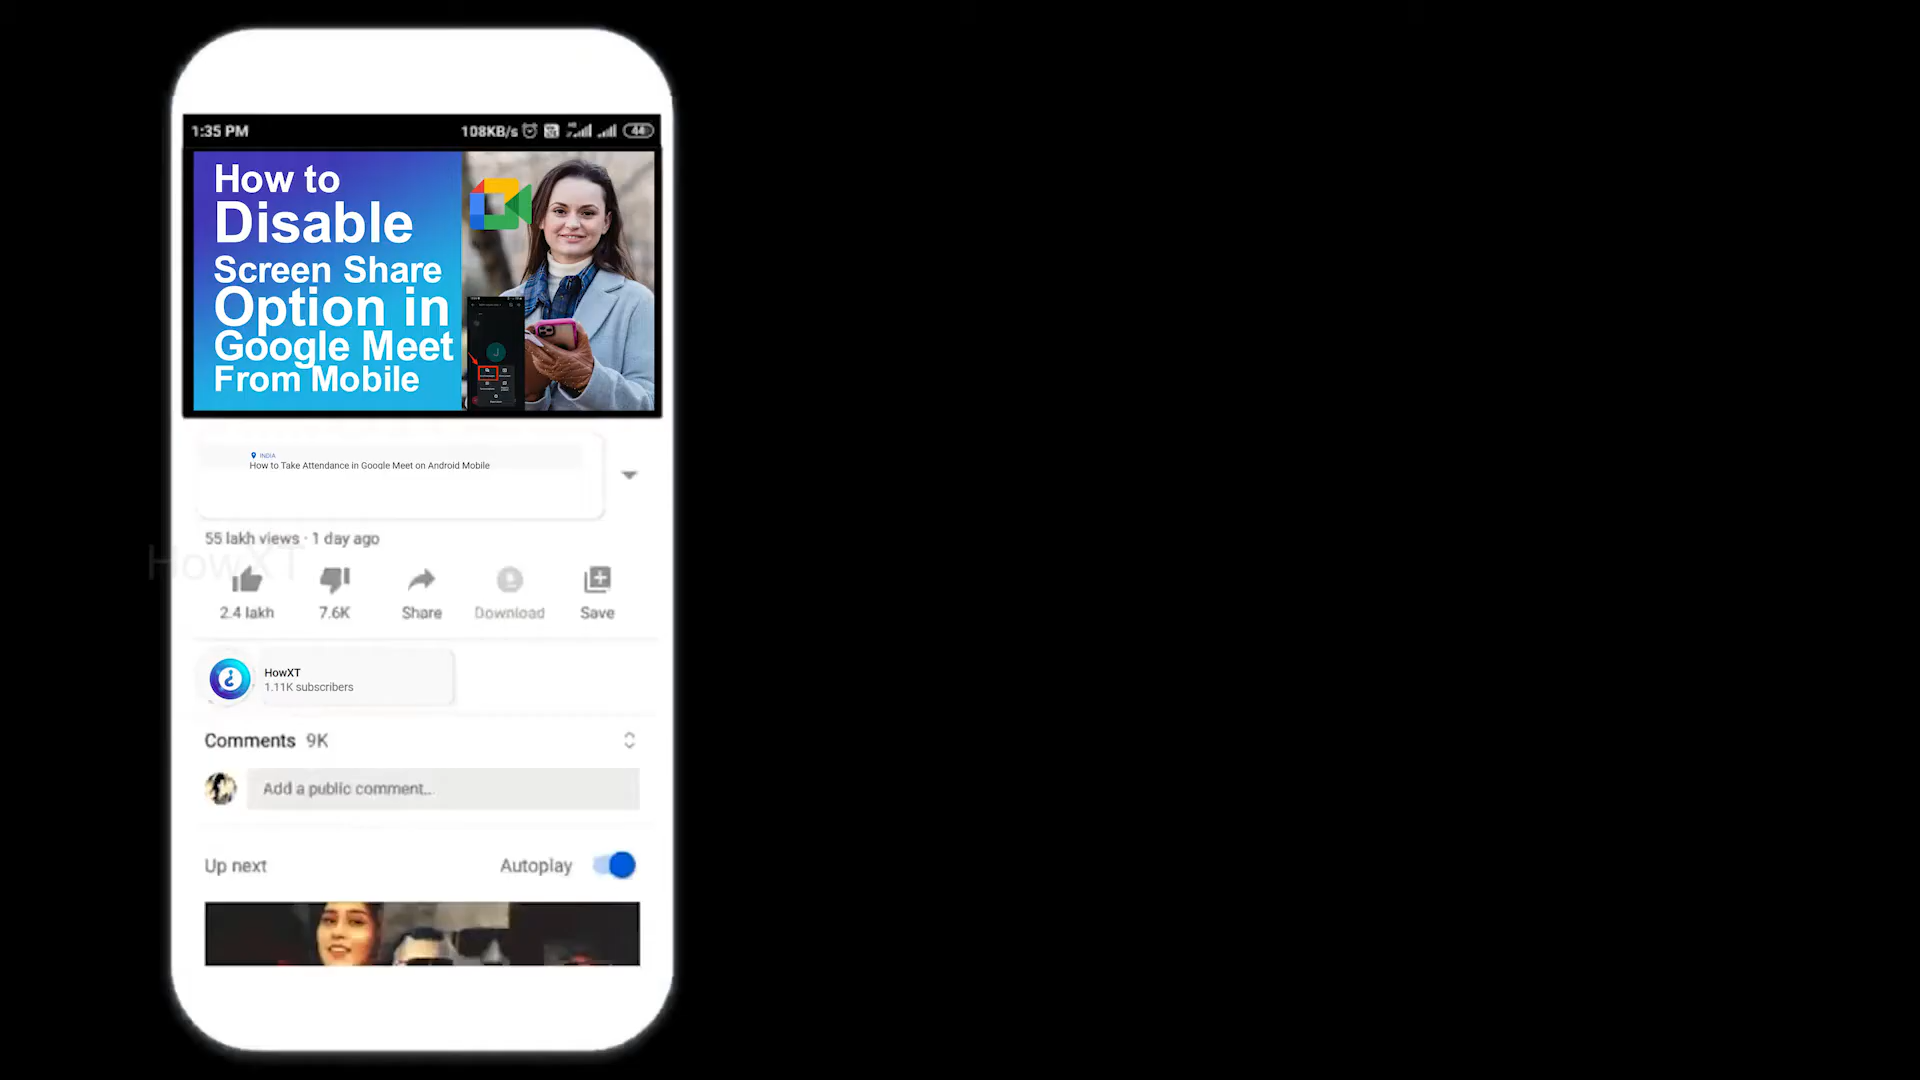 1:35 PM
108KB/s
44
How to
Disable
Screen Share
Option in
Google Meet
From Mobile
INDIA
How to Take Attendance in Google Meet on Android Mobile
55 lakh views · 1 day ago
HowXT
2.4 lakh
7.6K
Share
Download
Save
HowXT
1.11K subscribers
Comments 9K
Add a public comment...
Up next
Autoplay